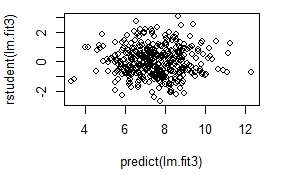 rstudent(lm.fit3)
2
0
-2
4 6 8 10 12
predict(lm.fit3)